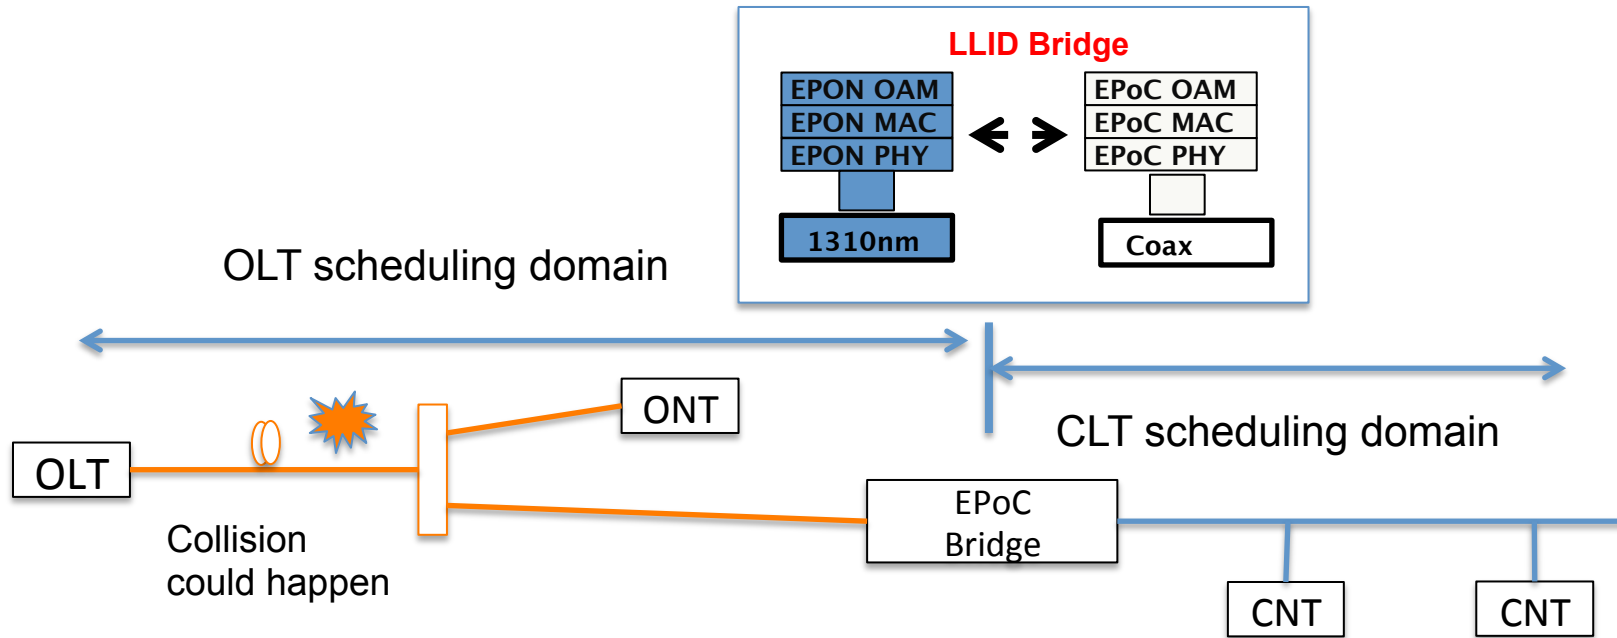 LLID Bridge
EPON OAM
EPON MAC
EPON PHY
1310nm
EPoC OAM
EPoC MAC
EPoC PHY
Coax
OLT scheduling domain
CLT scheduling domain
OLT
ONT
Collision
could happen
EPoC
Bridge
CNT
CNT